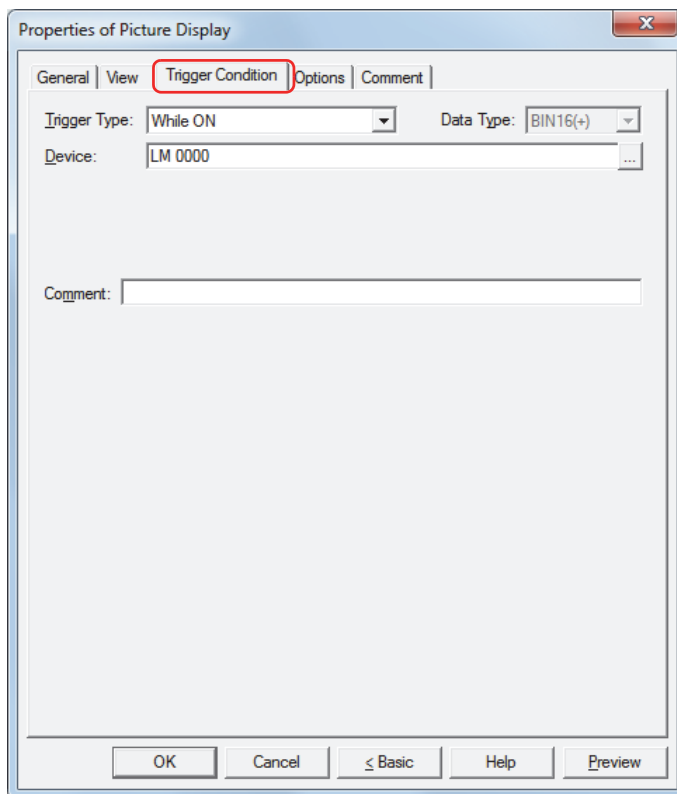 Properties of Picture Display
General View Trigger Condition Options Comment
Trigger Type: While ON Data Type: BIN16(+)
Device: LM 0000 ...
Comment:
OK Cancel < Basic Help Preview